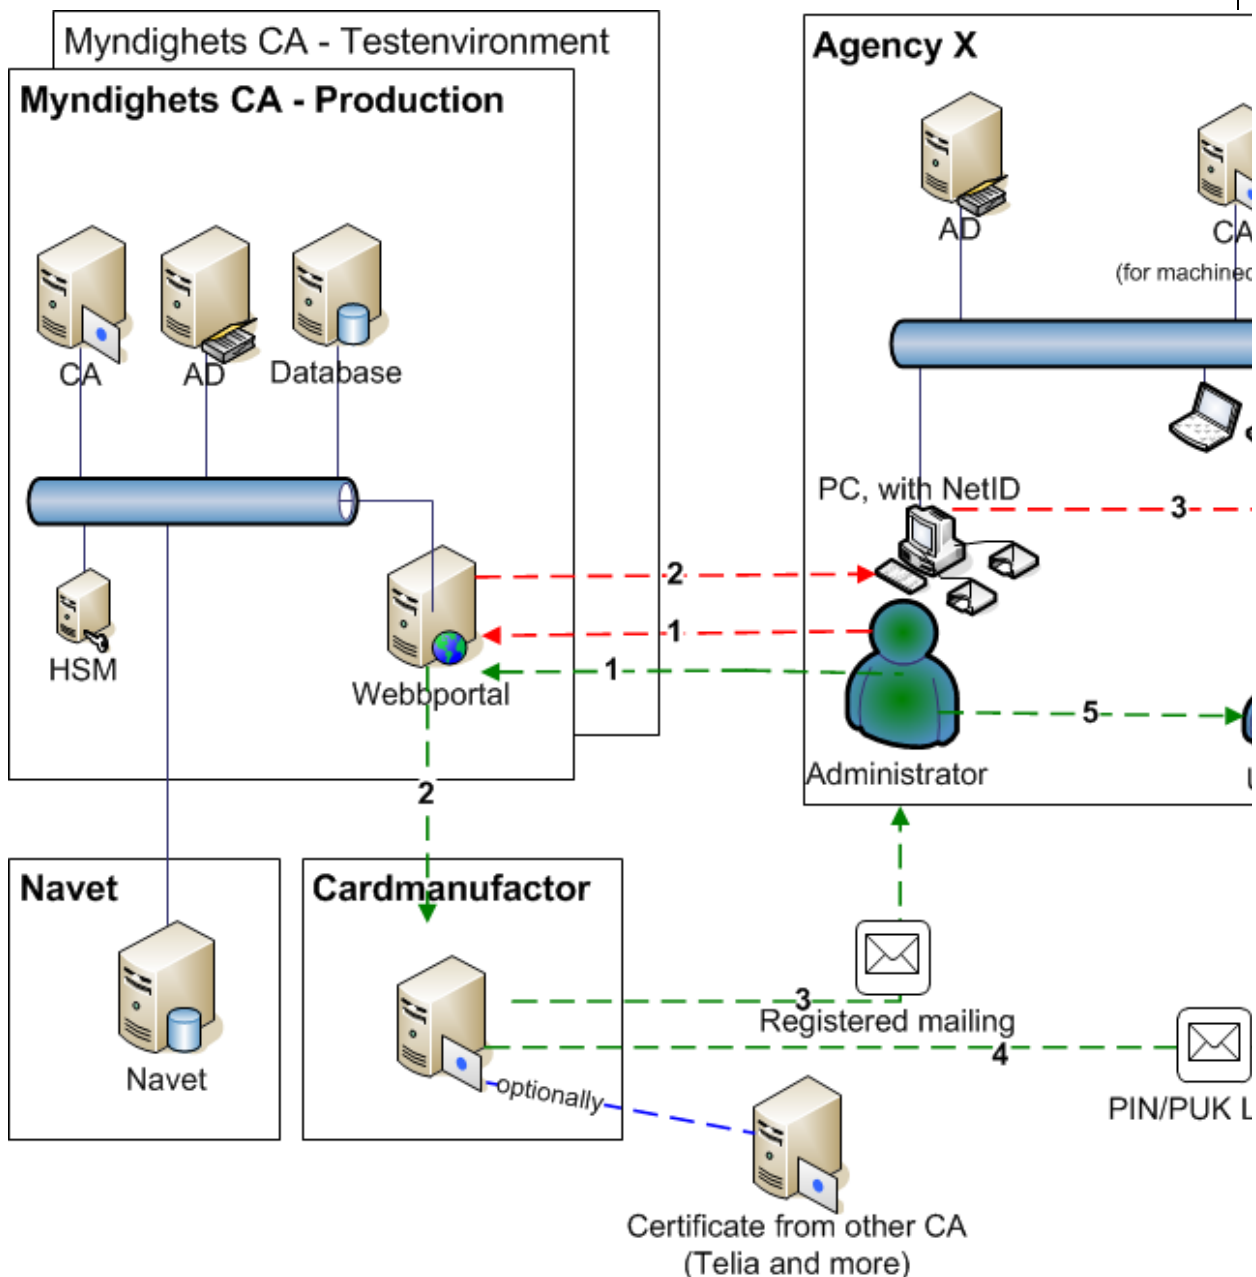 Myndighets CA - Testenvironment
Myndighets CA - Production
CA
AD
Database
HSM
Webbportal
2
1
1
2
Agency X
AD
CA
(for machinec
PC, with NetID
3
5
Administrator
Navet
Navet
Cardmanufactor
3
Registered mailing
4
optionally
PIN/PUK L
Certificate from other CA
(Telia and more)